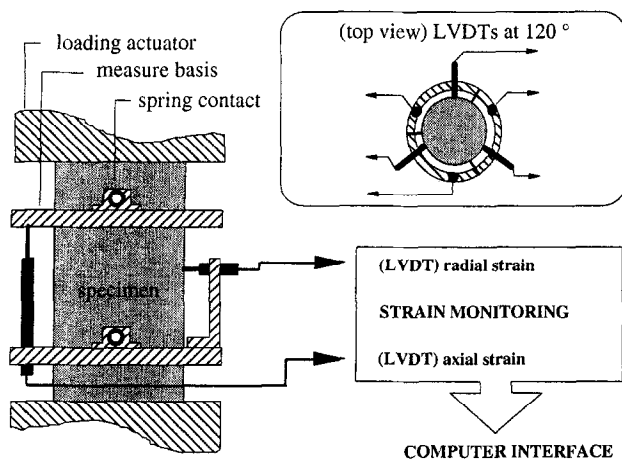 loading actuator
measure basis
spring contact
(top view) LVDTs at 120 °
specimen
(LVDT) radial strain
STRAIN MONITORING
(LVDT) axial strain
COMPUTER INTERFACE